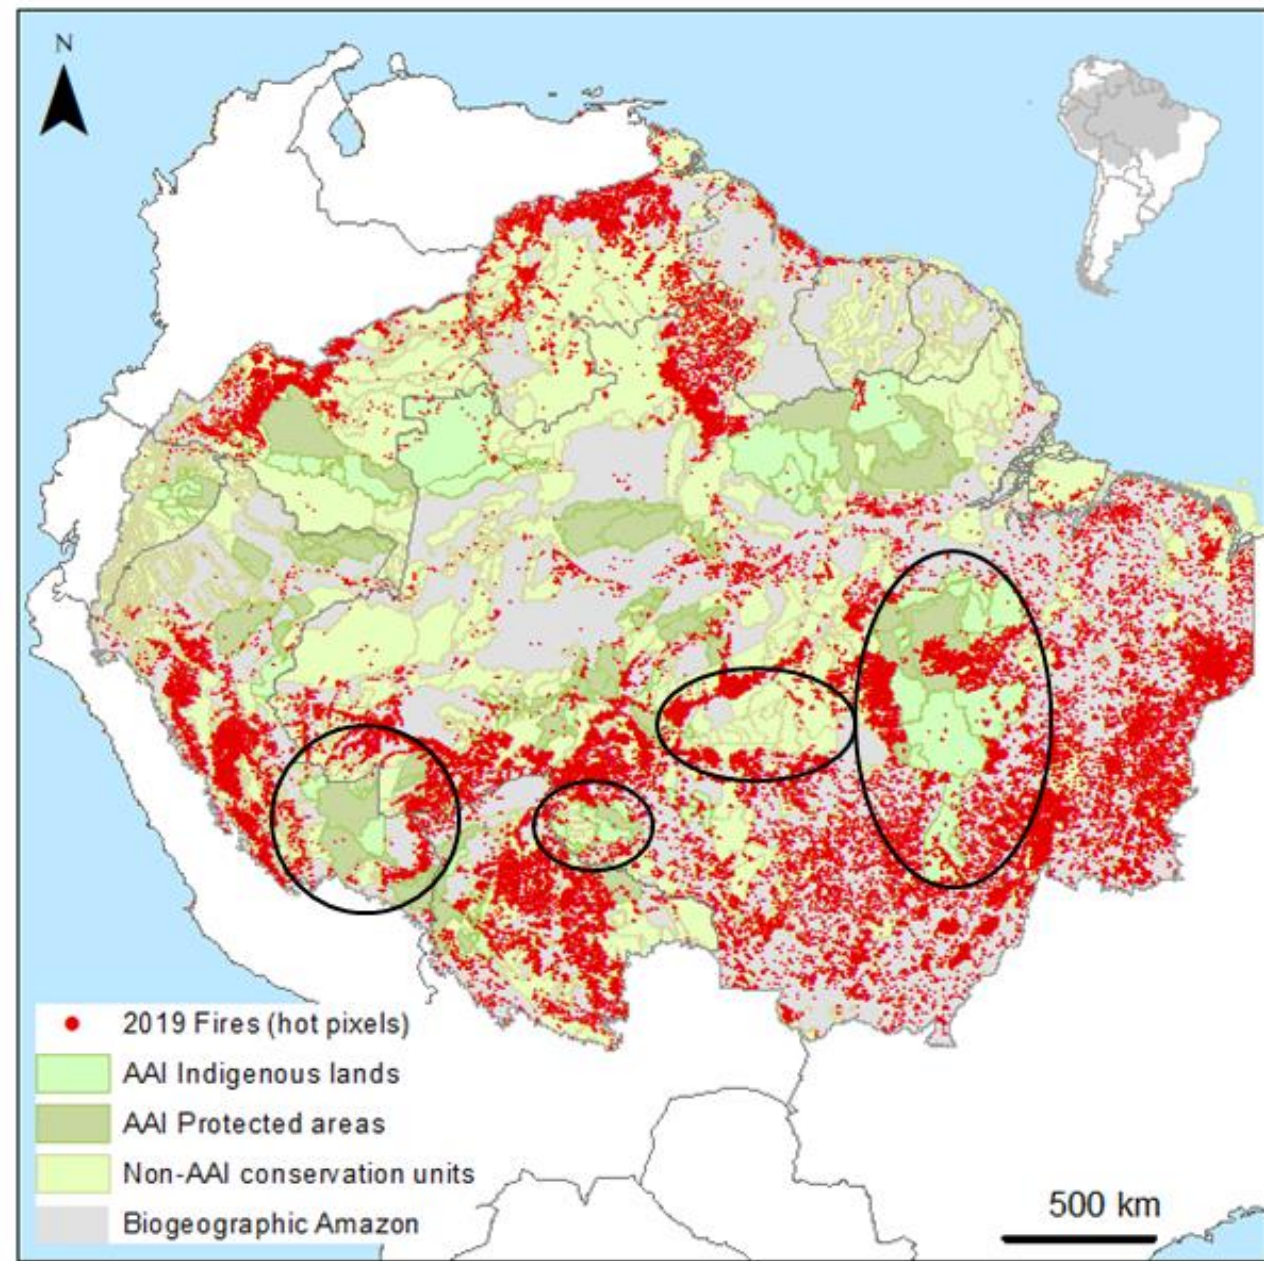 N
2019 Fires (hot pixels)
AAI Indigenous lands
AAI Protected areas
Non-AAI conservation units
Biogeographic Amazon
500 km